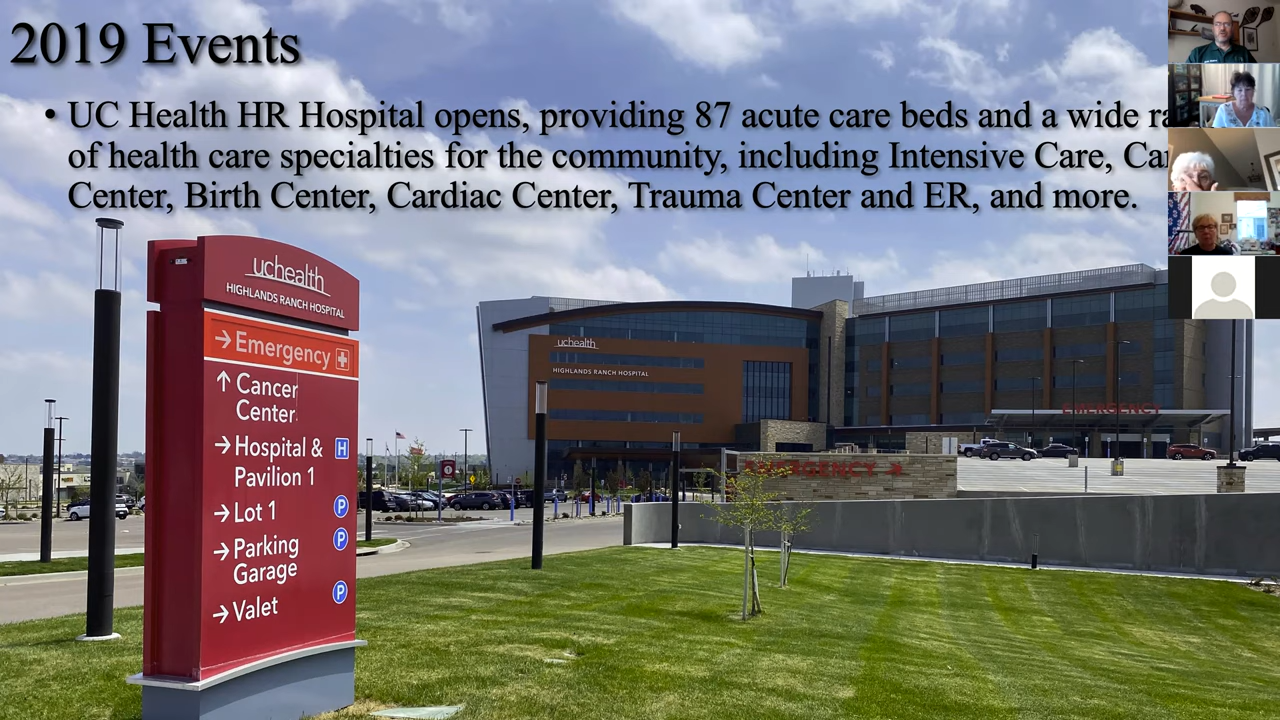 2019 Events
• UC Health HR Hospital opens, providing 87 acute care beds and a wide
of health care specialties for the community, including Intensive Care,
Center, Birth Center, Cardiac Center, Trauma Center and ER, and more.
uchealth
HIGHLANDS RANCH HOSPITAL
→ Emergency
↑ Cancer
Center
→ Hospital & H
Pavilion 1
→ Lot 1 P
→ Parking P
Garage
→ Valet P
uchealth
HIGHLANDS RANCH HOSPITAL
EMERGENCY
EMERGENCY